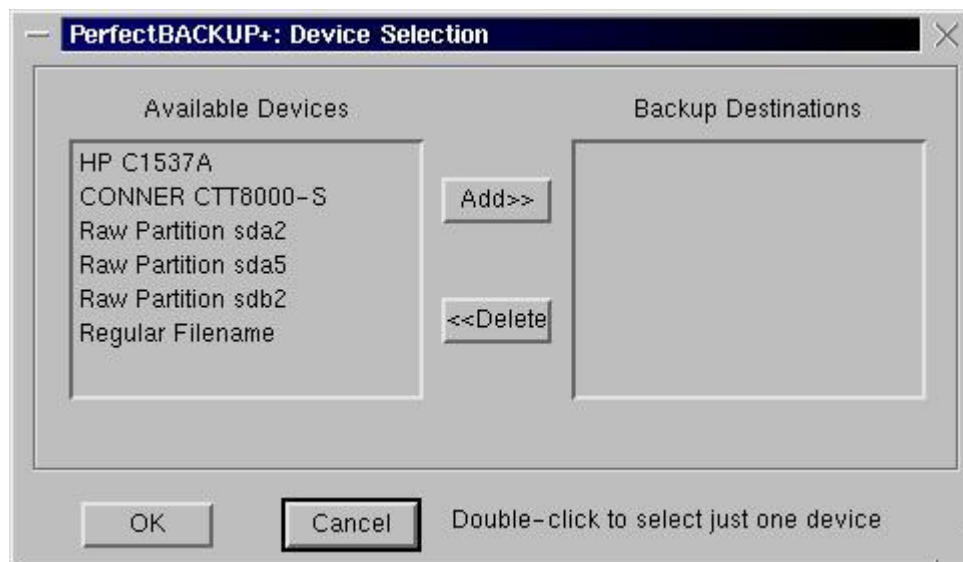 PerfectBACKUP+: Device Selection
Available Devices
Backup Destinations
HP C1537A
CONNER CTT8000-S
Raw Partition sda2
Raw Partition sda5
Raw Partition sdb2
Regular Filename
Add>>
<<Delete
OK
Cancel
Double-click to select just one device